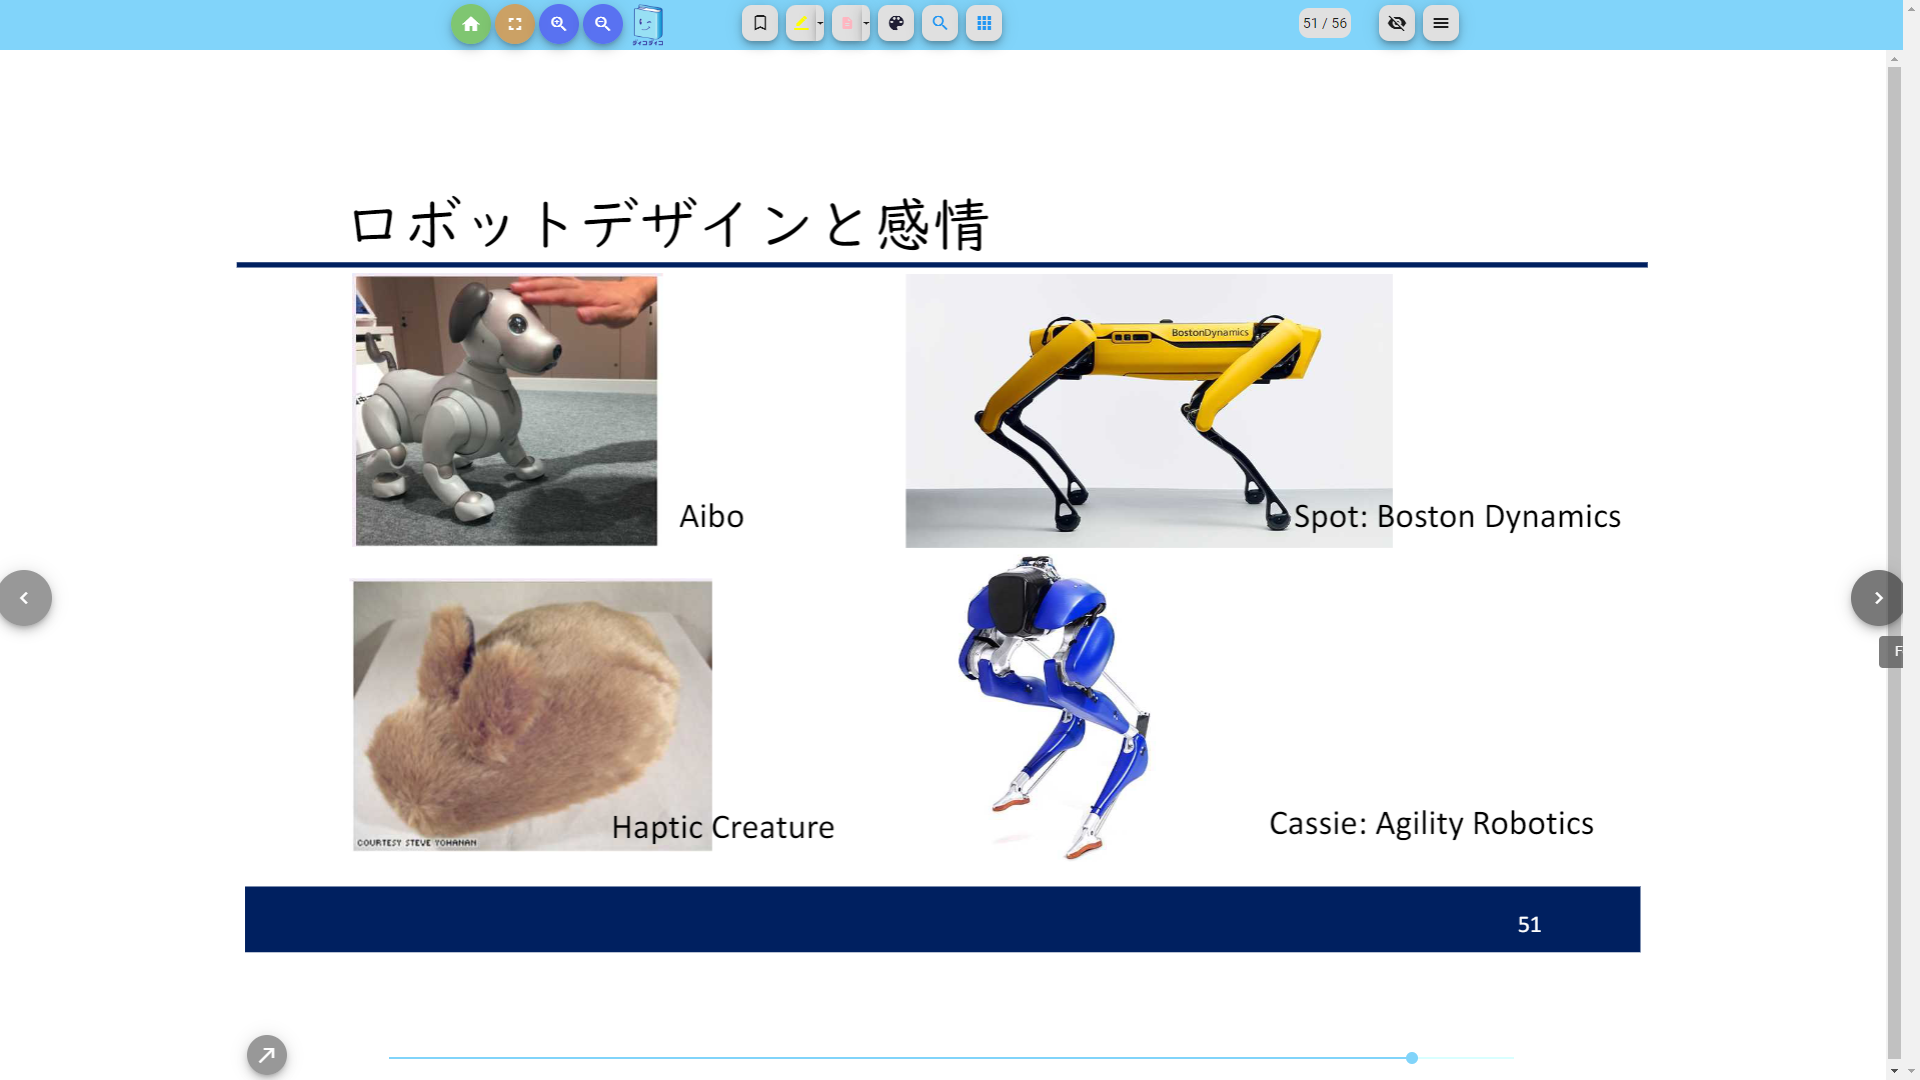 51 / 56
ロボットデザインと感情
BostonDynamics
Aibo
Spot: Boston Dynamics
COURTESY STEVE YOHANAN
Haptic Creature
Cassie: Agility Robotics
51